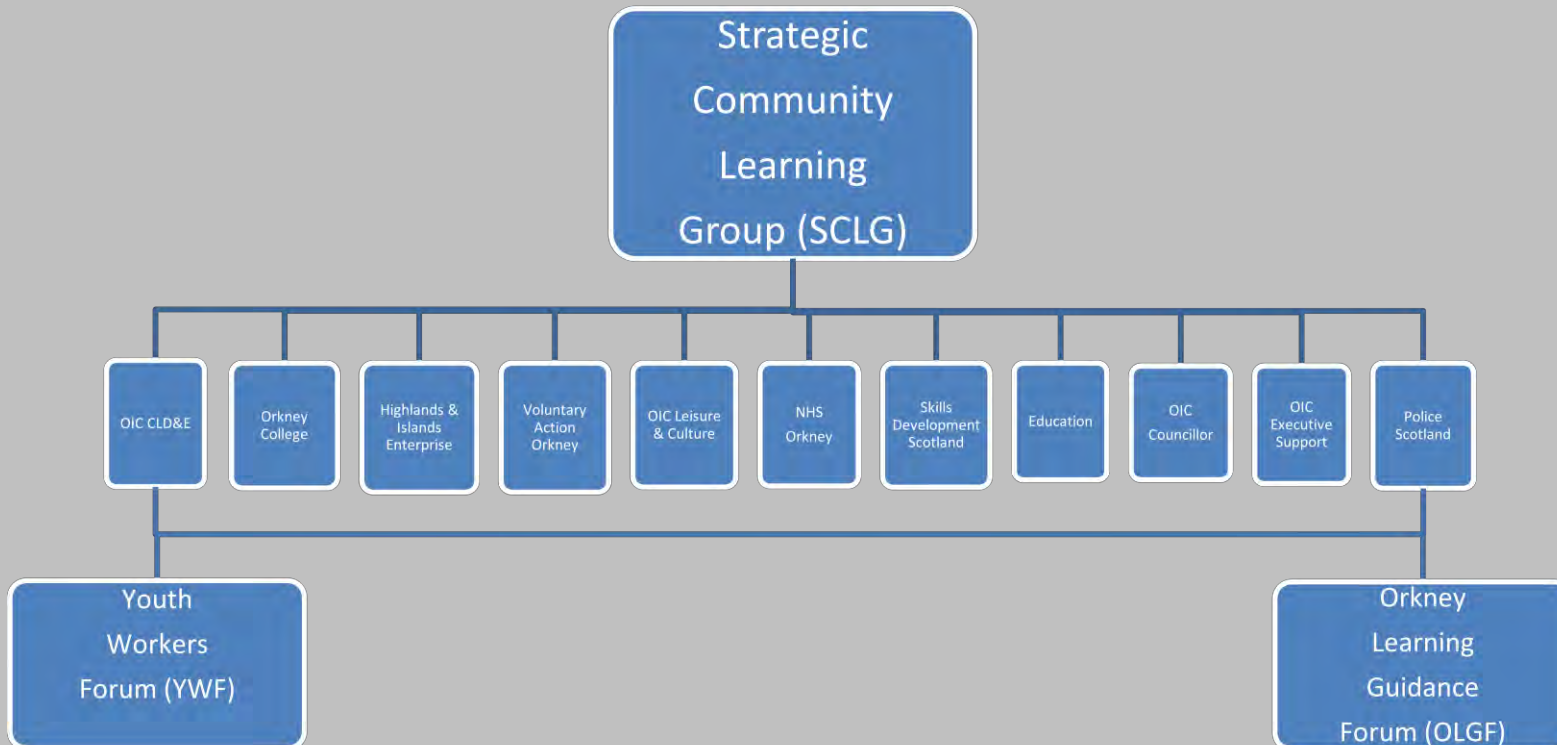 Strategic
Community
Learning
Group (SCLG)
OIC CLD&E
Orkney
College
Highlands &
Islands
Enterprise
Voluntary
Action
Orkney
OIC Leisure
& Culture
NHS
Orkney
Skills
Development
Scotland
Education
OIC
Councillor
OIC
Executive
Support
Police
Scotland
Youth
Workers
Forum (YWF)
Orkney
Learning
Guidance
Forum (OLGF)